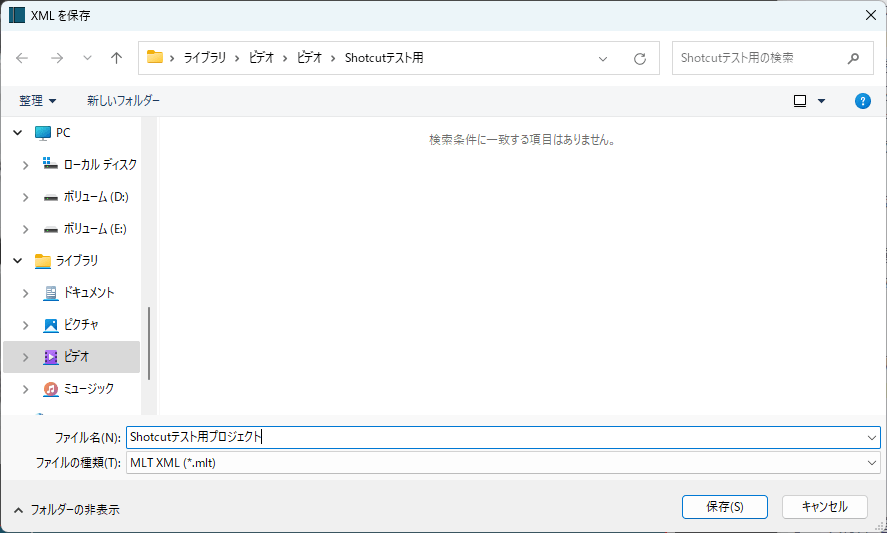 XML を保存
ライブラリ › ビデオ › ビデオ › Shotcutテスト用
Shotcutテスト用の検索
整理
新しいフォルダー
PC
検索条件に一致する項目はありません。
ローカル ディスク
ボリューム (D:)
ボリューム (E:)
ライブラリ
ドキュメント
ピクチャ
ビデオ
ミュージック
ファイル名(N): Shotcutテスト用プロジェクト
ファイルの種類(T): MLT XML (*.mlt)
フォルダーの非表示
保存(S)
キャンセル